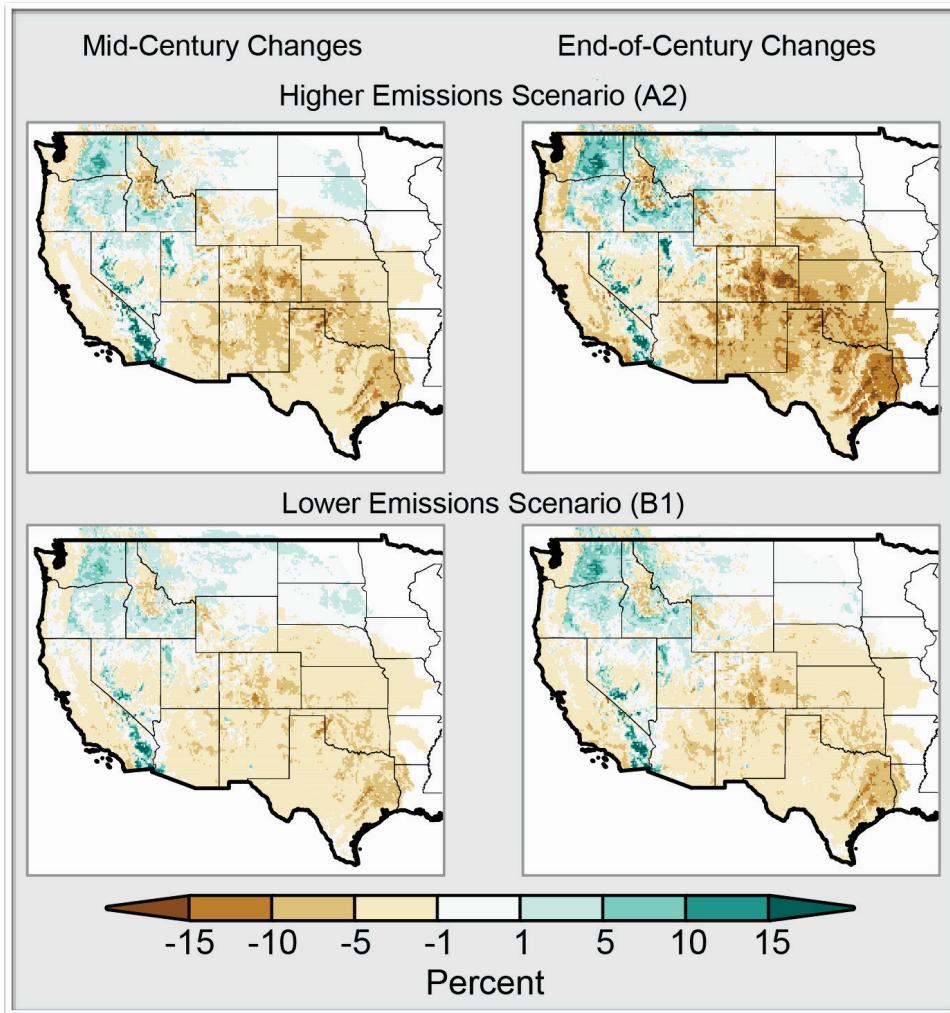 Mid-Century Changes
End-of-Century Changes
Higher Emissions Scenario (A2)
Lower Emissions Scenario (B1)
-15 -10 -5 -1 1 5 10 15
Percent